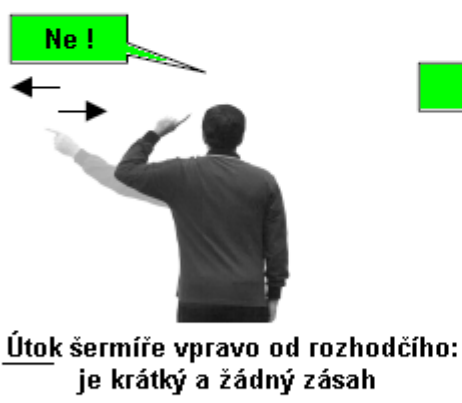 Ne !
Útok šermíře vpravo od rozhodčího:
je krátký a žádný zásah